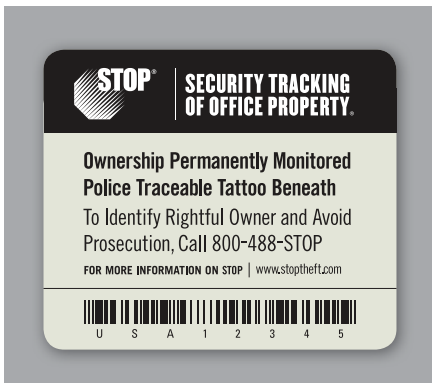 STOP®
SECURITY TRACKING
OF OFFICE PROPERTY®
Ownership Permanently Monitored
Police Traceable Tattoo Beneath
To Identify Rightful Owner and Avoid
Prosecution, Call 800-488-STOP
FOR MORE INFORMATION ON STOP | www.stoptheft.com
U S A 1 2 3 4 5